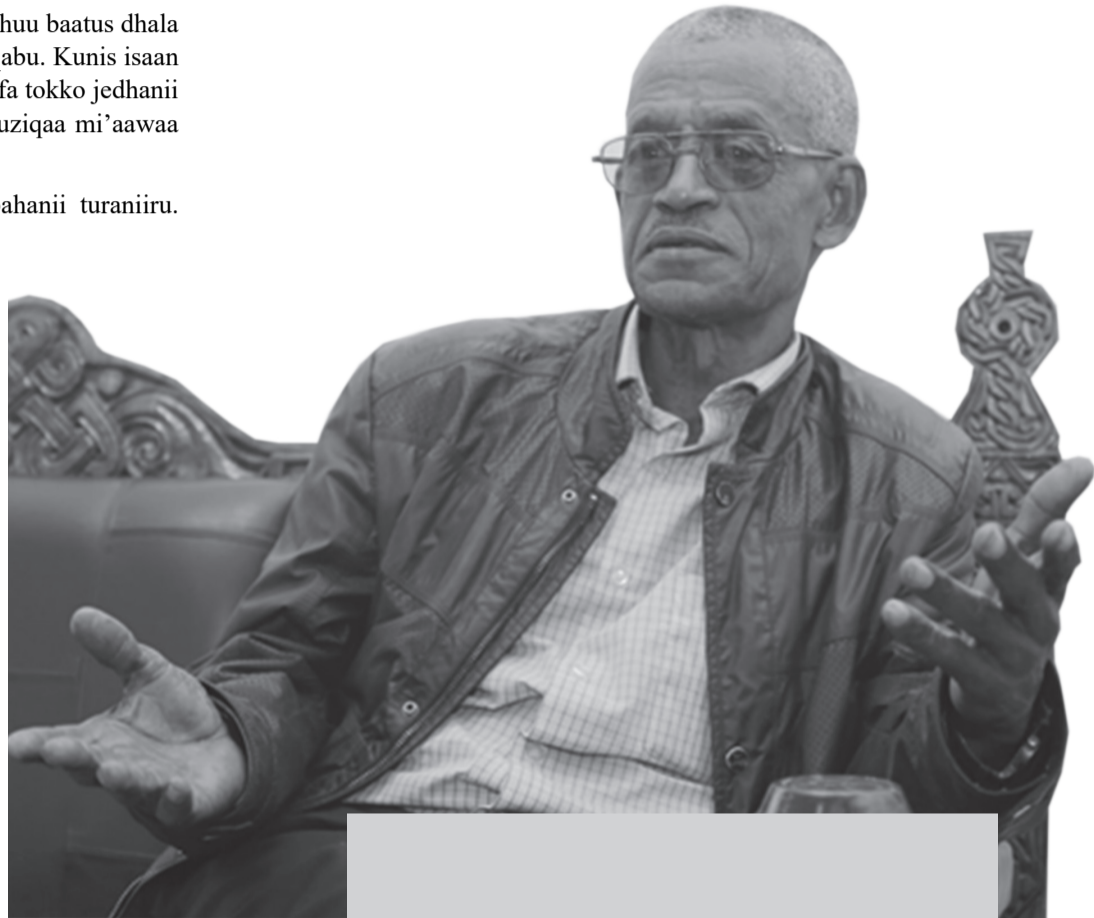 huu baatus dhala
abu. Kunis isaan
fa tokko jedhanii
uziqaa mi’aawaa
ahanii turaniiru.